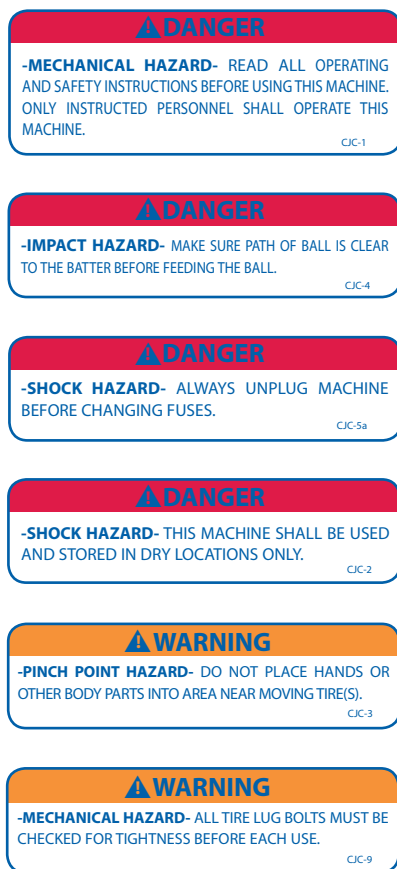 DANGER
-MECHANICAL HAZARD- READ ALL OPERATING
AND SAFETY INSTRUCTIONS BEFORE USING THIS MACHINE.
ONLY INSTRUCTED PERSONNEL SHALL OPERATE THIS
MACHINE.
CJC-1
DANGER
-IMPACT HAZARD- MAKE SURE PATH OF BALL IS CLEAR
TO THE BATTER BEFORE FEEDING THE BALL.
CJC-4
DANGER
-SHOCK HAZARD- ALWAYS UNPLUG MACHINE
BEFORE CHANGING FUSES.
CJC-5a
DANGER
-SHOCK HAZARD- THIS MACHINE SHALL BE USED
AND STORED IN DRY LOCATIONS ONLY.
CJC-2
WARNING
-PINCH POINT HAZARD- DO NOT PLACE HANDS OR
OTHER BODY PARTS INTO AREA NEAR MOVING TIRE(S).
CJC-3
WARNING
-MECHANICAL HAZARD- ALL TIRE LUG BOLTS MUST BE
CHECKED FOR TIGHTNESS BEFORE EACH USE.
CJC-9